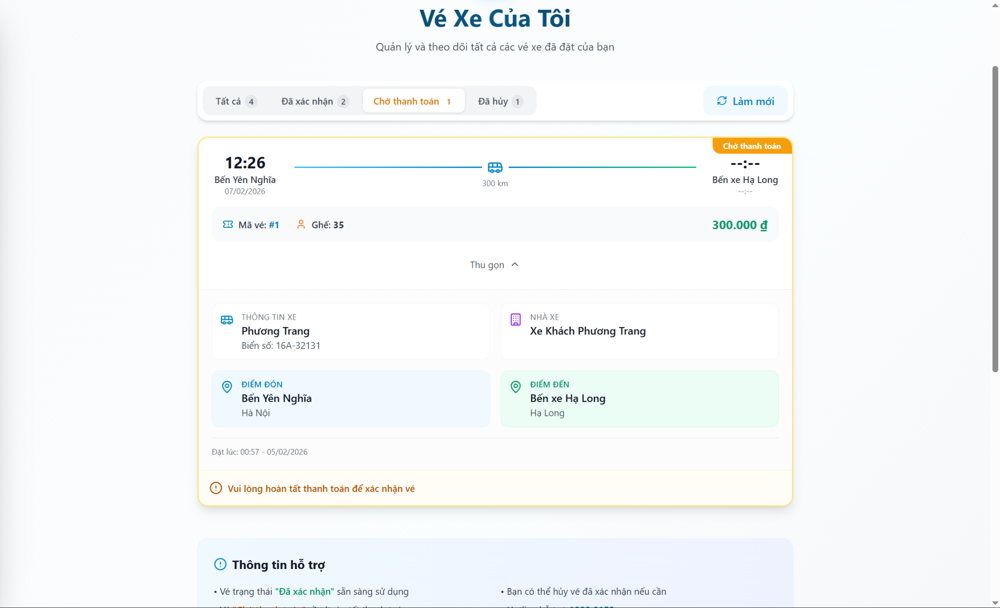 Vé Xe Của Tôi
Quản lý và theo dõi tất cả các vé xe đã đặt của bạn
Tất cả 4 Đã xác nhận 2 Chờ thanh toán 1 Đã hủy 1 Làm mới
Chờ thanh toán
12:26 --:--
Bến Yên Nghĩa 300 km Bến xe Hạ Long
07/02/2026 --:--
Mã vé: #1 Ghế: 35 300.000 ₫
Thu gọn
THÔNG TIN XE
Phương Trang
Biển số: 16A-32131
NHÀ XE
Xe Khách Phương Trang
ĐIỂM ĐÓN
Bến Yên Nghĩa
Hà Nội
ĐIỂM ĐẾN
Bến xe Hạ Long
Hạ Long
Đặt lúc: 00:57 - 05/02/2026
Vui lòng hoàn tất thanh toán để xác nhận vé
Thông tin hỗ trợ
• Vé trạng thái "Đã xác nhận" sẵn sàng sử dụng
• Bạn có thể hủy vé đã xác nhận nếu cần